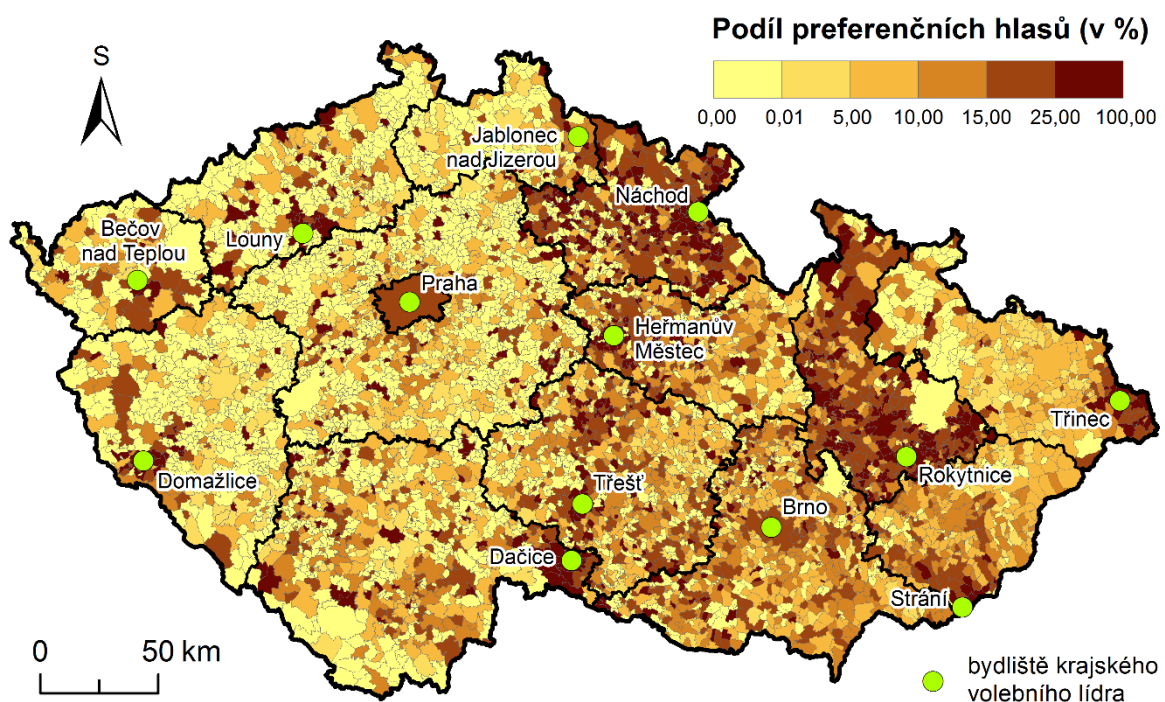 Podíl preferenčních hlasů (v %)
0,00 0,01 5,00 10,00 15,00 25,00 100,00
S
Jablonec
nad Jizerou
Náchod
Bečov
nad Teplou
Louny
Praha
Heřmanův
Městec
Třinec
Domažlice
Třešť
Rokytnice
Brno
Dačice
Strání
0 50 km
bydliště krajského
volebního lídra